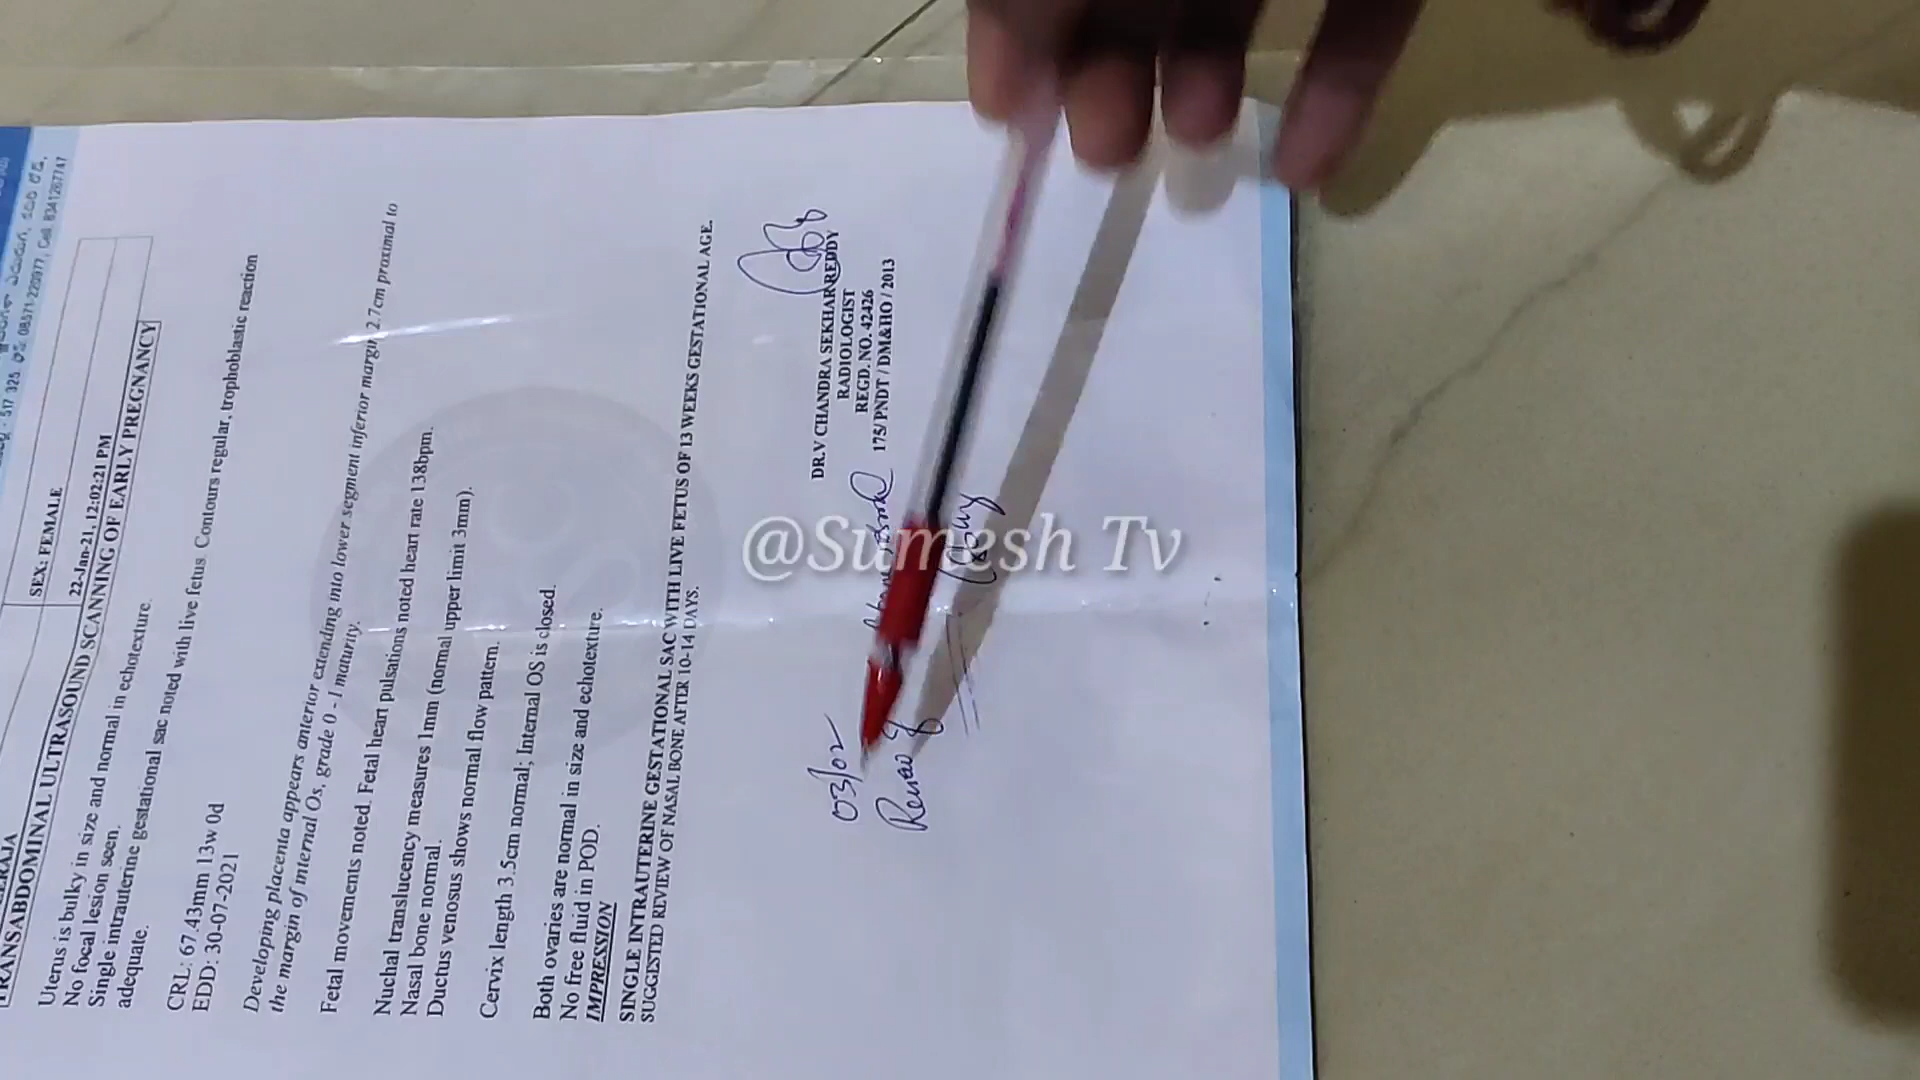 517 325. 08571-220977, Cell: 8341267747
SEX: FEMALE
22-Jan-21, 12:02:21 PM
TRANSABDOMINAL ULTRASOUND SCANNING OF EARLY PREGNANCY
Uterus is bulky in size and normal in echotexture.
No focal lesion seen.
Single intrauterine gestational sac noted with live fetus Contours regular, trophoblastic reaction
adequate.
CRL: 67.43mm 13w 0d
EDD: 30-07-2021
Developing placenta appears anterior extending into lower segment inferior margin 2.7cm proximal to
the margin of internal Os, grade 0 - 1 maturity.
Fetal movements noted. Fetal heart pulsations noted heart rate 138bpm.
Nuchal translucency measures 1mm (normal upper limit 3mm).
Nasal bone normal.
Ductus venosus shows normal flow pattern.
Cervix length 3.5cm normal; Internal OS is closed.
Both ovaries are normal in size and echotexture.
No free fluid in POD.
IMPRESSION
SINGLE INTRAUTERINE GESTATIONAL SAC WITH LIVE FETUS OF 13 WEEKS GESTATIONAL AGE.
SUGGESTED REVIEW OF NASAL BONE AFTER 10-14 DAYS.
DR.V CHANDRA SEKHAR REDDY
RADIOLOGIST
REGD. NO. 42426
175/ PNDT / DM&HO / 2013
03/02
@Sumesh Tv